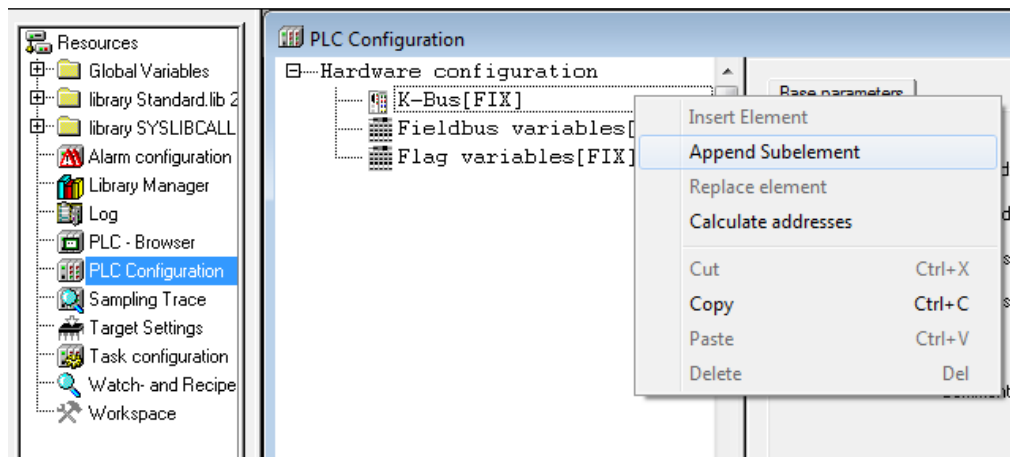 Resources
Global Variables
library Standard.lib 2
library SYSLIBCALL
Alarm configuration
Library Manager
Log
PLC - Browser
PLC Configuration
Sampling Trace
Target Settings
Task configuration
Watch- and Recipe
Workspace
PLC Configuration
Hardware configuration
K-Bus[FIX]
Fieldbus variables[
Flag variables[FIX]
Base parameters
Insert Element
Append Subelement
Replace element
Calculate addresses
Cut Ctrl+X
Copy Ctrl+C
Paste Ctrl+V
Delete Del